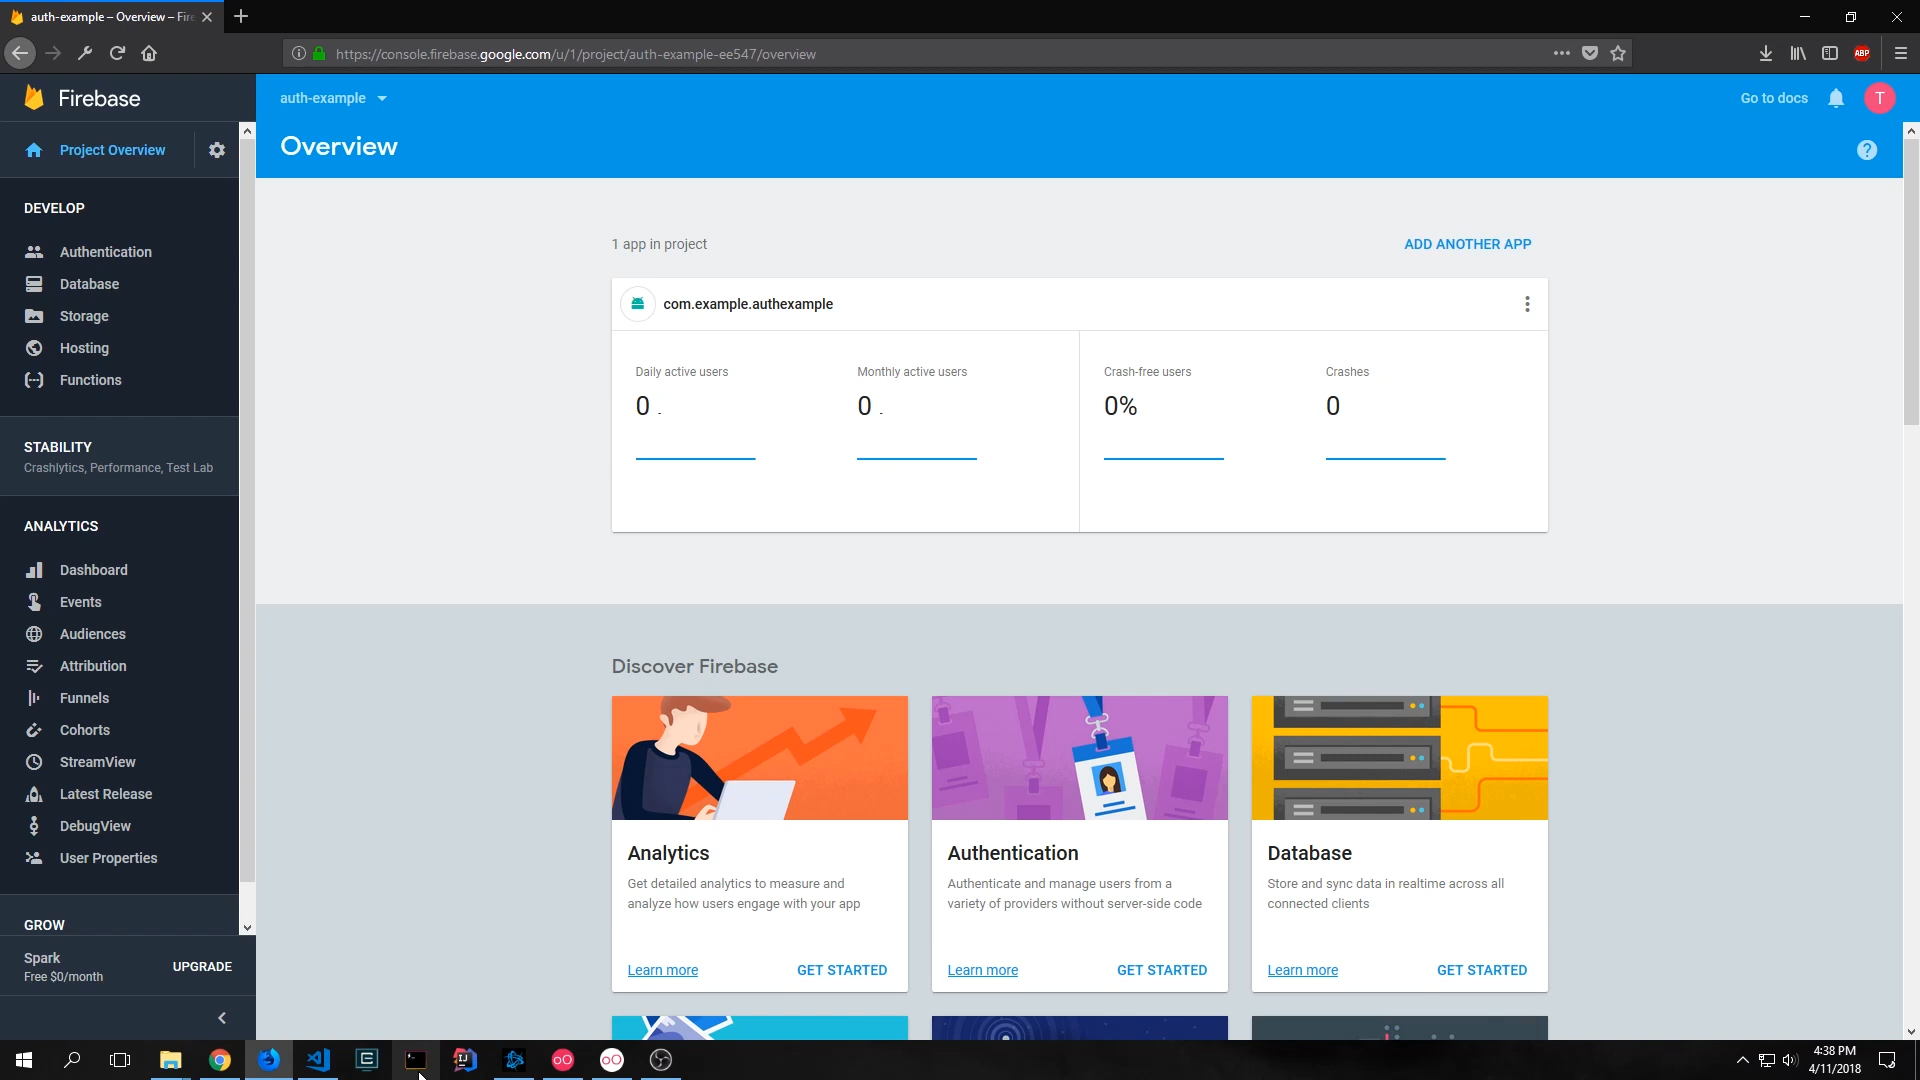 auth-example – Overview – Fire
https://console.firebase.google.com/u/1/project/auth-example-ee547/overview
ABP
Firebase
auth-example
Go to docs
T
Project Overview
Overview
?
DEVELOP
Authentication
Database
Storage
Hosting
Functions
STABILITY
Crashlytics, Performance, Test Lab
ANALYTICS
Dashboard
Events
Audiences
Attribution
Funnels
Cohorts
StreamView
Latest Release
DebugView
User Properties
GROW
Spark
Free $0/month
UPGRADE
1 app in project
ADD ANOTHER APP
com.example.authexample
Daily active users
0 -
Monthly active users
0 -
Crash-free users
0%
Crashes
0
Discover Firebase
Analytics
Get detailed analytics to measure and
analyze how users engage with your app
Learn more
GET STARTED
Authentication
Authenticate and manage users from a
variety of providers without server-side code
Learn more
GET STARTED
Database
Store and sync data in realtime across all
connected clients
Learn more
GET STARTED
4:38 PM
4/11/2018